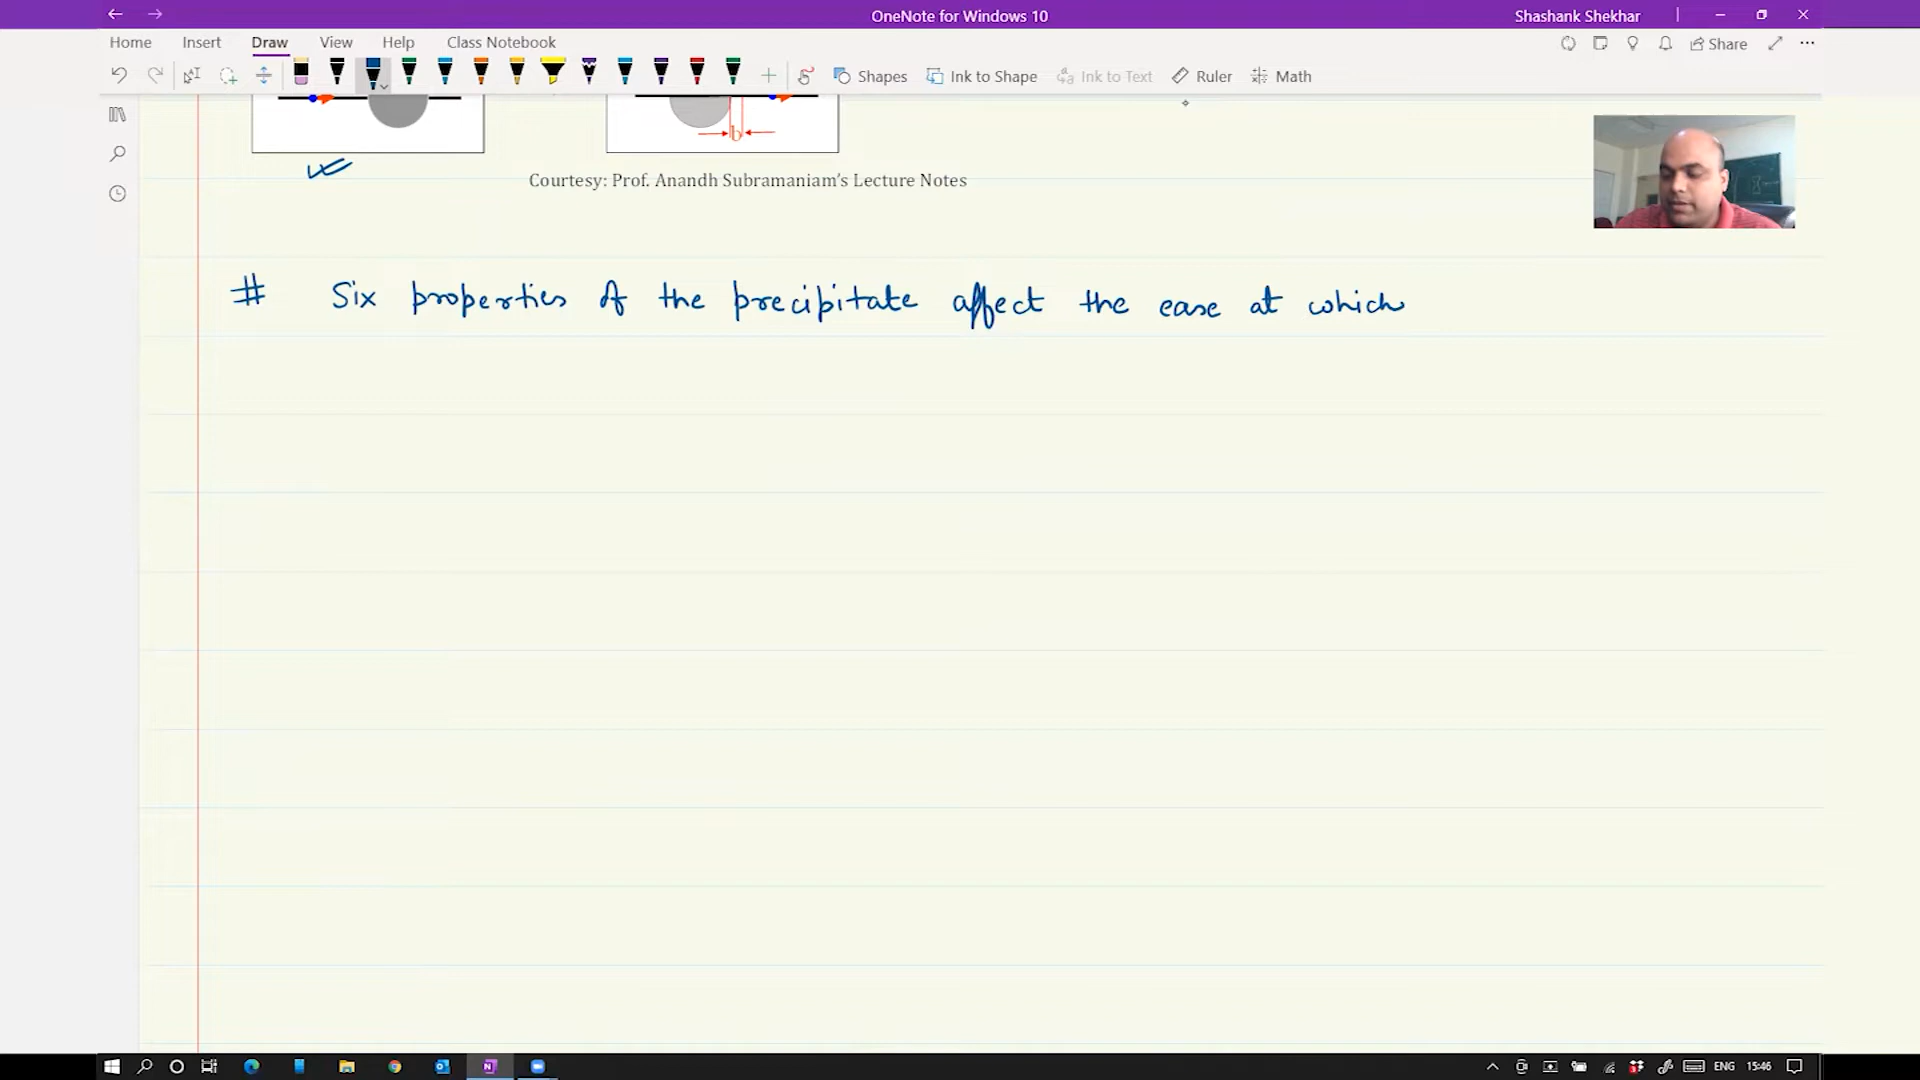 OneNote for Windows 10
Shashank Shekhar
Home Insert Draw View Help Class Notebook
Share
Shapes Ink to Shape Ink to Text Ruler Math
b
Courtesy: Prof. Anandh Subramaniam's Lecture Notes
# Six properties of the precipitate affect the ease at which
ENG 15:46